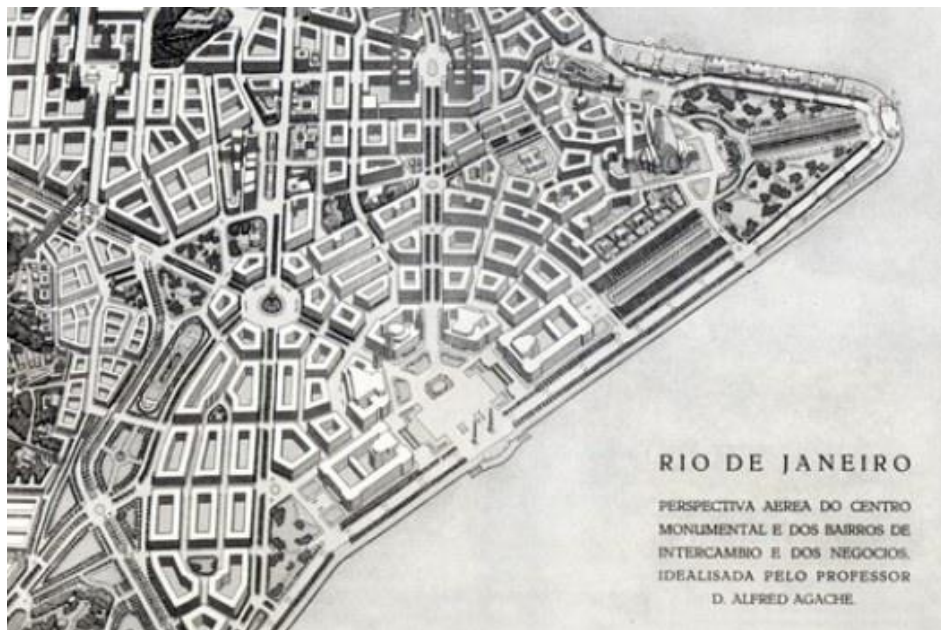 RIO DE JANEIRO
PERSPECTIVA AEREA DO CENTRO
MONUMENTAL E DOS BAIRROS DE
INTERCAMBIO E DOS NEGOCIOS,
IDEALISADA PELO PROFESSOR
D. ALFRED AGACHE.